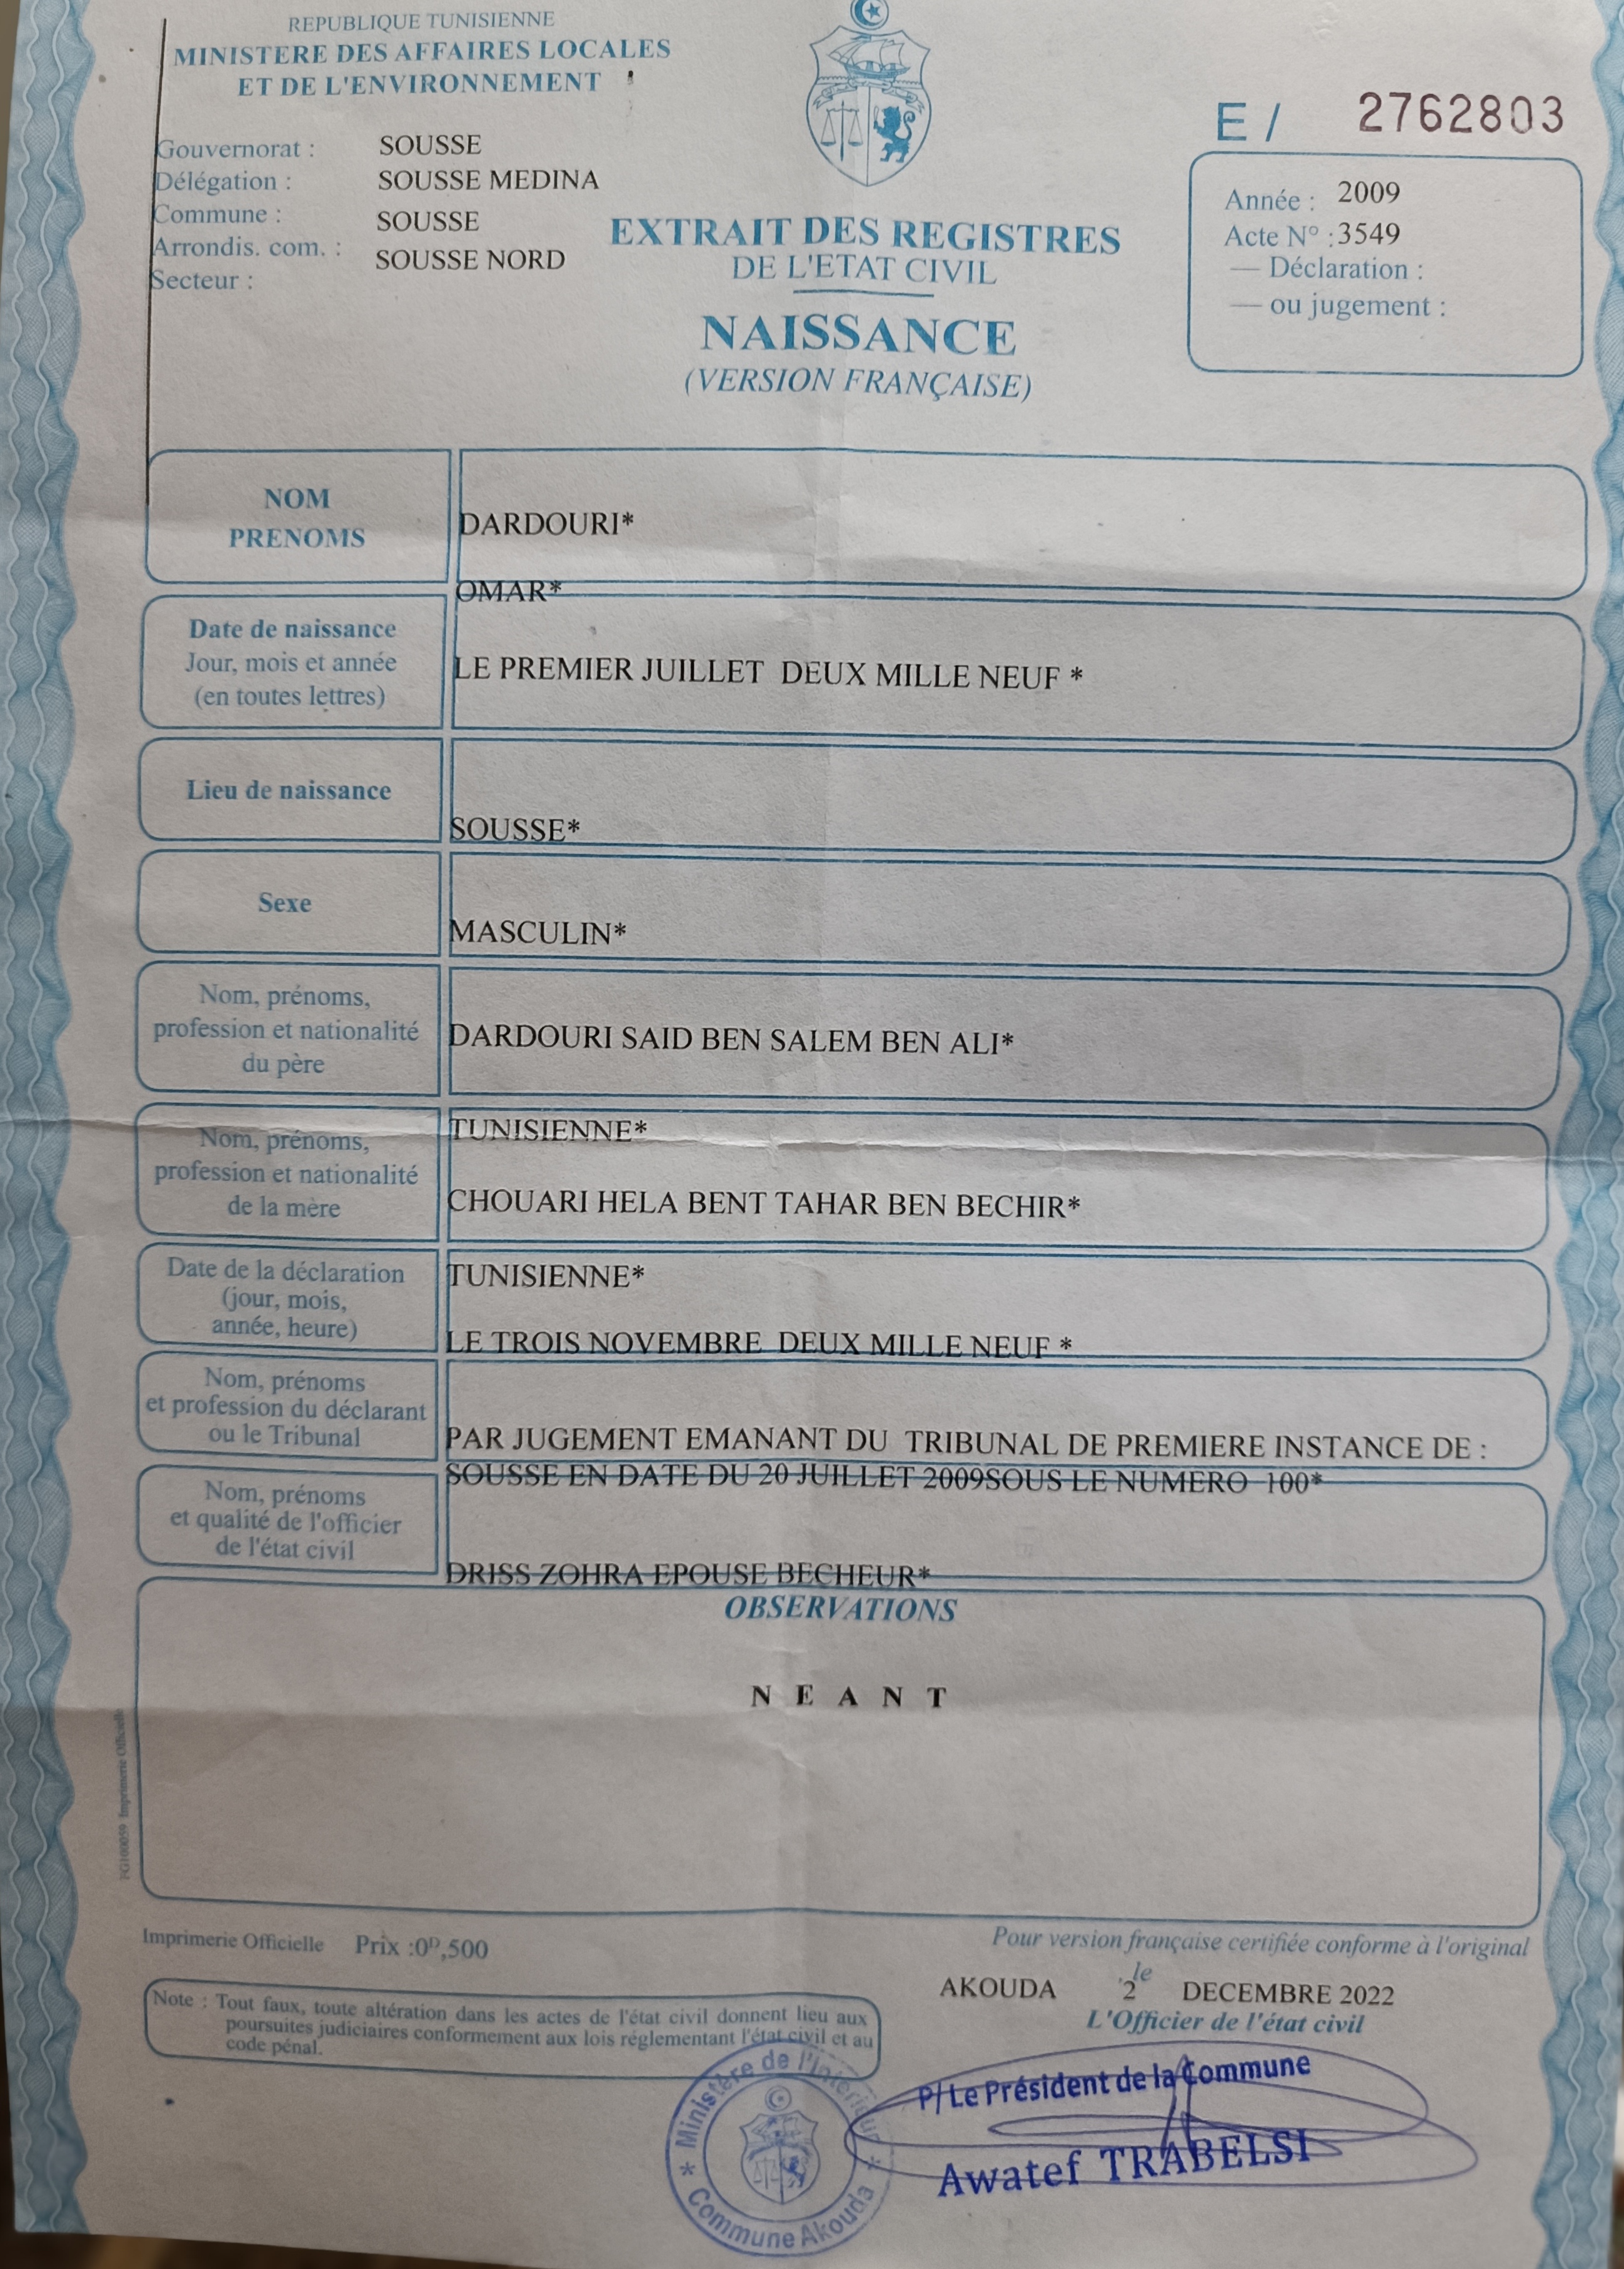 REPUBLIQUE TUNISIENNE
MINISTERE DES AFFAIRES LOCALES
ET DE L'ENVIRONNEMENT
Gouvernorat : SOUSSE
Délégation : SOUSSE MEDINA
Commune : SOUSSE
Arrondis. com. : SOUSSE NORD
Secteur :
EXTRAIT DES REGISTRES
DE L'ETAT CIVIL
NAISSANCE
(VERSION FRANÇAISE)
E / 2762803
Année : 2009
Acte N° : 3549
— Déclaration :
— ou jugement :
NOM
PRENOMS
DARDOURI*
OMAR*
Date de naissance
Jour, mois et année
(en toutes lettres)
LE PREMIER JUILLET DEUX MILLE NEUF *
Lieu de naissance
SOUSSE*
Sexe
MASCULIN*
Nom, prénoms,
profession et nationalité
du père
DARDOURI SAID BEN SALEM BEN ALI*
TUNISIENNE*
Nom, prénoms,
profession et nationalité
de la mère
CHOUARI HELA BENT TAHAR BEN BECHIR*
TUNISIENNE*
Date de la déclaration
(jour, mois,
année, heure)
LE TROIS NOVEMBRE DEUX MILLE NEUF *
Nom, prénoms
et profession du déclarant
ou le Tribunal
PAR JUGEMENT EMANANT DU TRIBUNAL DE PREMIERE INSTANCE DE :
SOUSSE EN DATE DU 20 JUILLET 2009SOUS LE NUMERO 100*
Nom, prénoms
et qualité de l'officier
de l'état civil
DRISS ZOHRA EPOUSE BECHEUR*
OBSERVATIONS
N E A N T
FG100059 Imprimerie Officielle
Imprimerie Officielle Prix :0ᴰ,500
Pour version française certifiée conforme à l'original
AKOUDA le 2 DECEMBRE 2022
L'Officier de l'état civil
Note : Tout faux, toute altération dans les actes de l'état civil donnent lieu aux
poursuites judiciaires conformement aux lois réglementant l'état civil et au
code pénal.
P/ Le Président de la Commune
Awatef TRABELSI
* Ministère de l'Interieur *
Commune Akouda